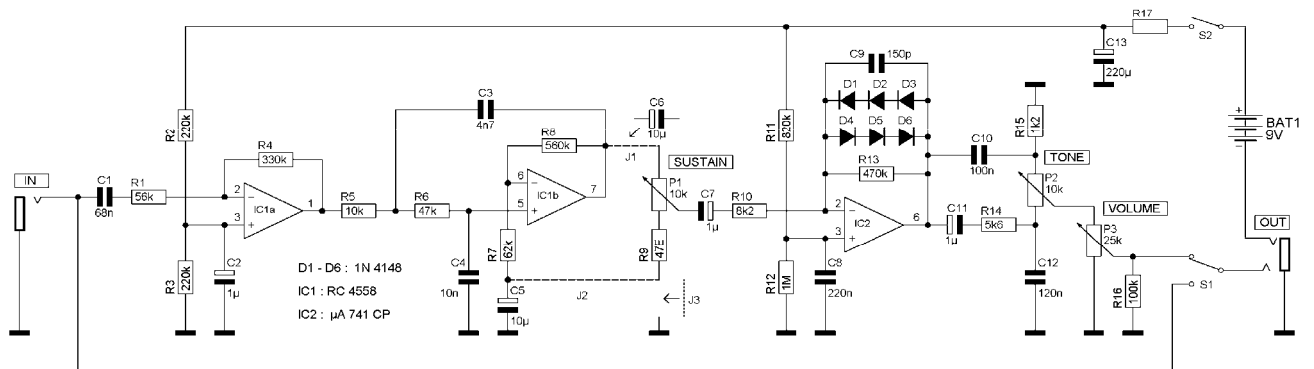 R17
S2
C13
220µ
C9
150p
D1
D2
D3
D4
D5
D6
R13
470k
C3
4n7
C6
10µ
R8
560k
J1
R2
220k
R4
330k
R11
820k
R15
1k2
C10
100n
BAT1
9V
SUSTAIN
TONE
IN
C1
68n
R1
56k
2
3
1
IC1a
R5
10k
R6
47k
6
5
7
IC1b
P1
10k
C7
1µ
R10
8k2
2
3
6
IC2
C11
1µ
R14
5k6
P2
10k
VOLUME
P3
25k
OUT
R3
220k
C2
1µ
D1 - D6 : 1N 4148
IC1 : RC 4558
IC2 : µA 741 CP
C4
10n
R7
62k
R9
47E
C5
10µ
J2
J3
R12
1M
C8
220n
C12
120n
R16
100k
S1